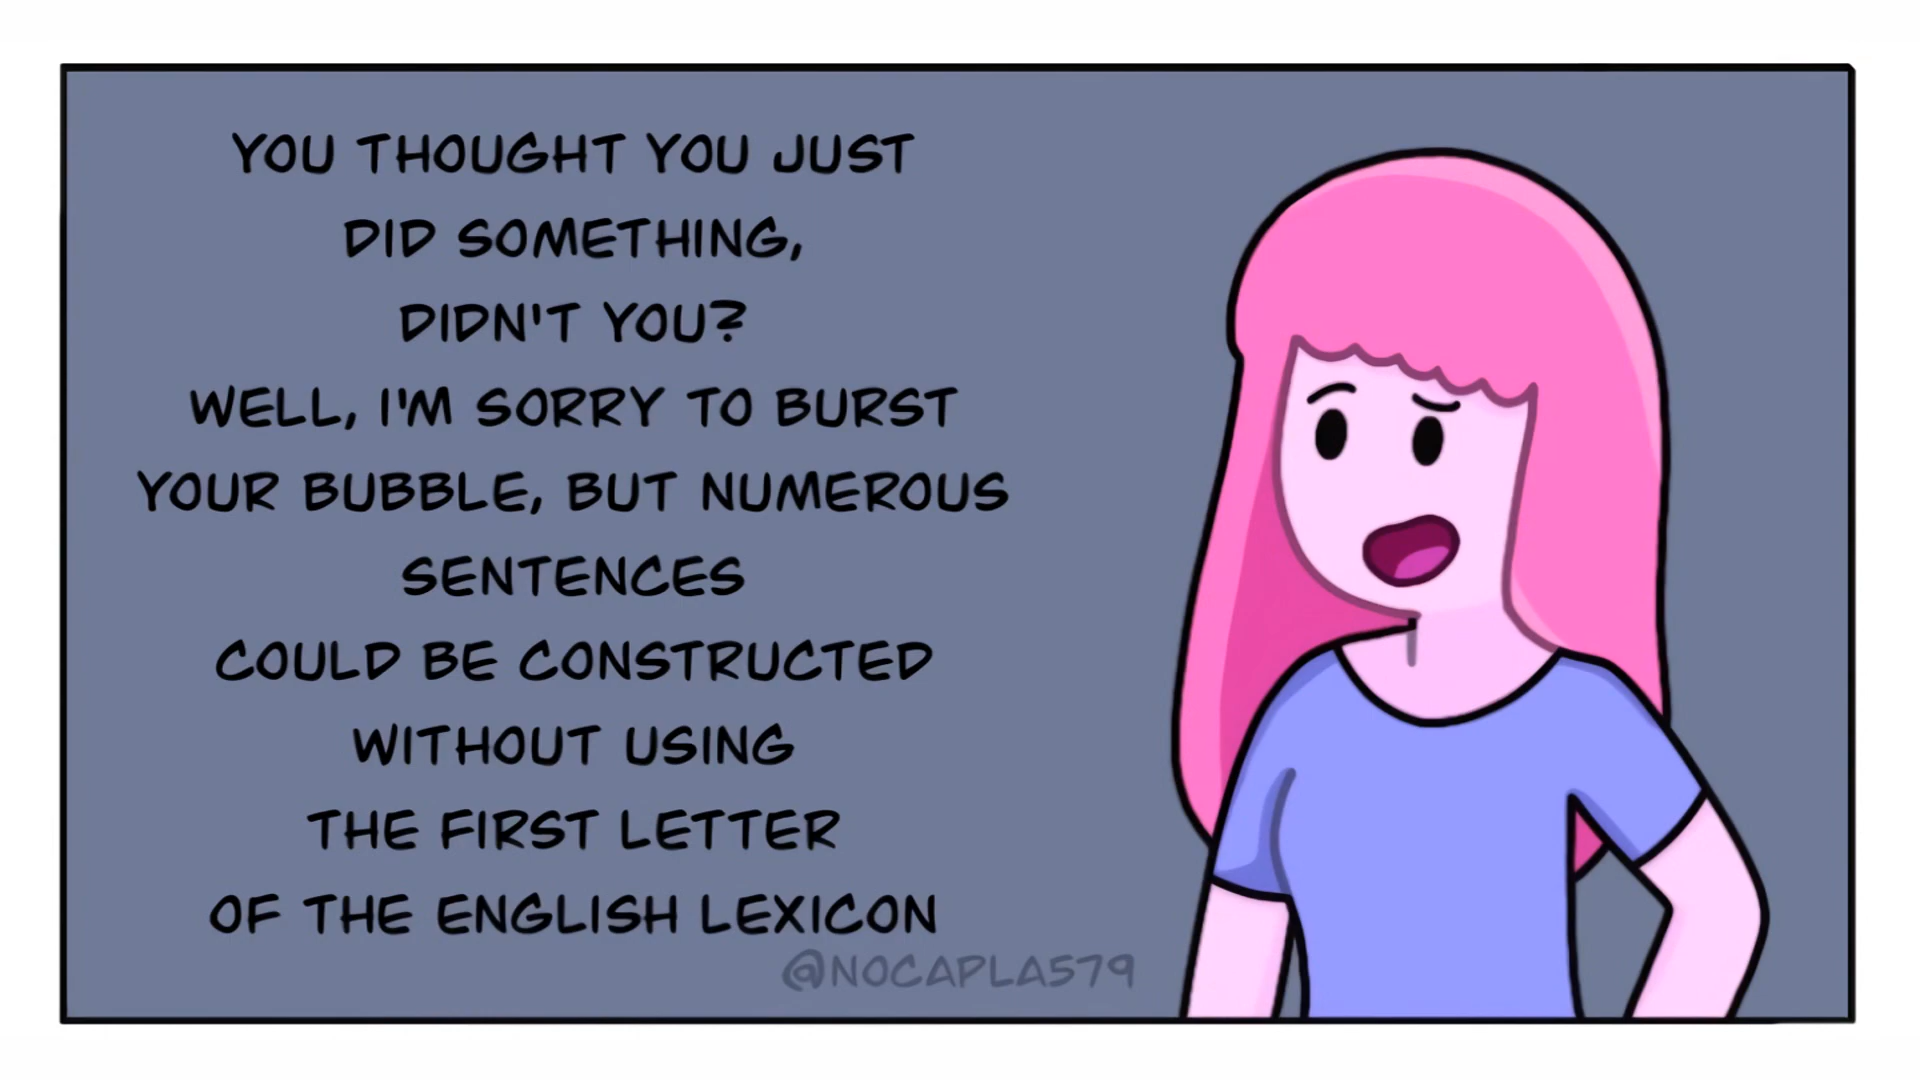 YOU THOUGHT YOU JUST
DID SOMETHING,
DIDN'T YOU?
WELL, I'M SORRY TO BURST
YOUR BUBBLE, BUT NUMEROUS
SENTENCES
COULD BE CONSTRUCTED
WITHOUT USING
THE FIRST LETTER
OF THE ENGLISH LEXICON
@NOCAPLA579